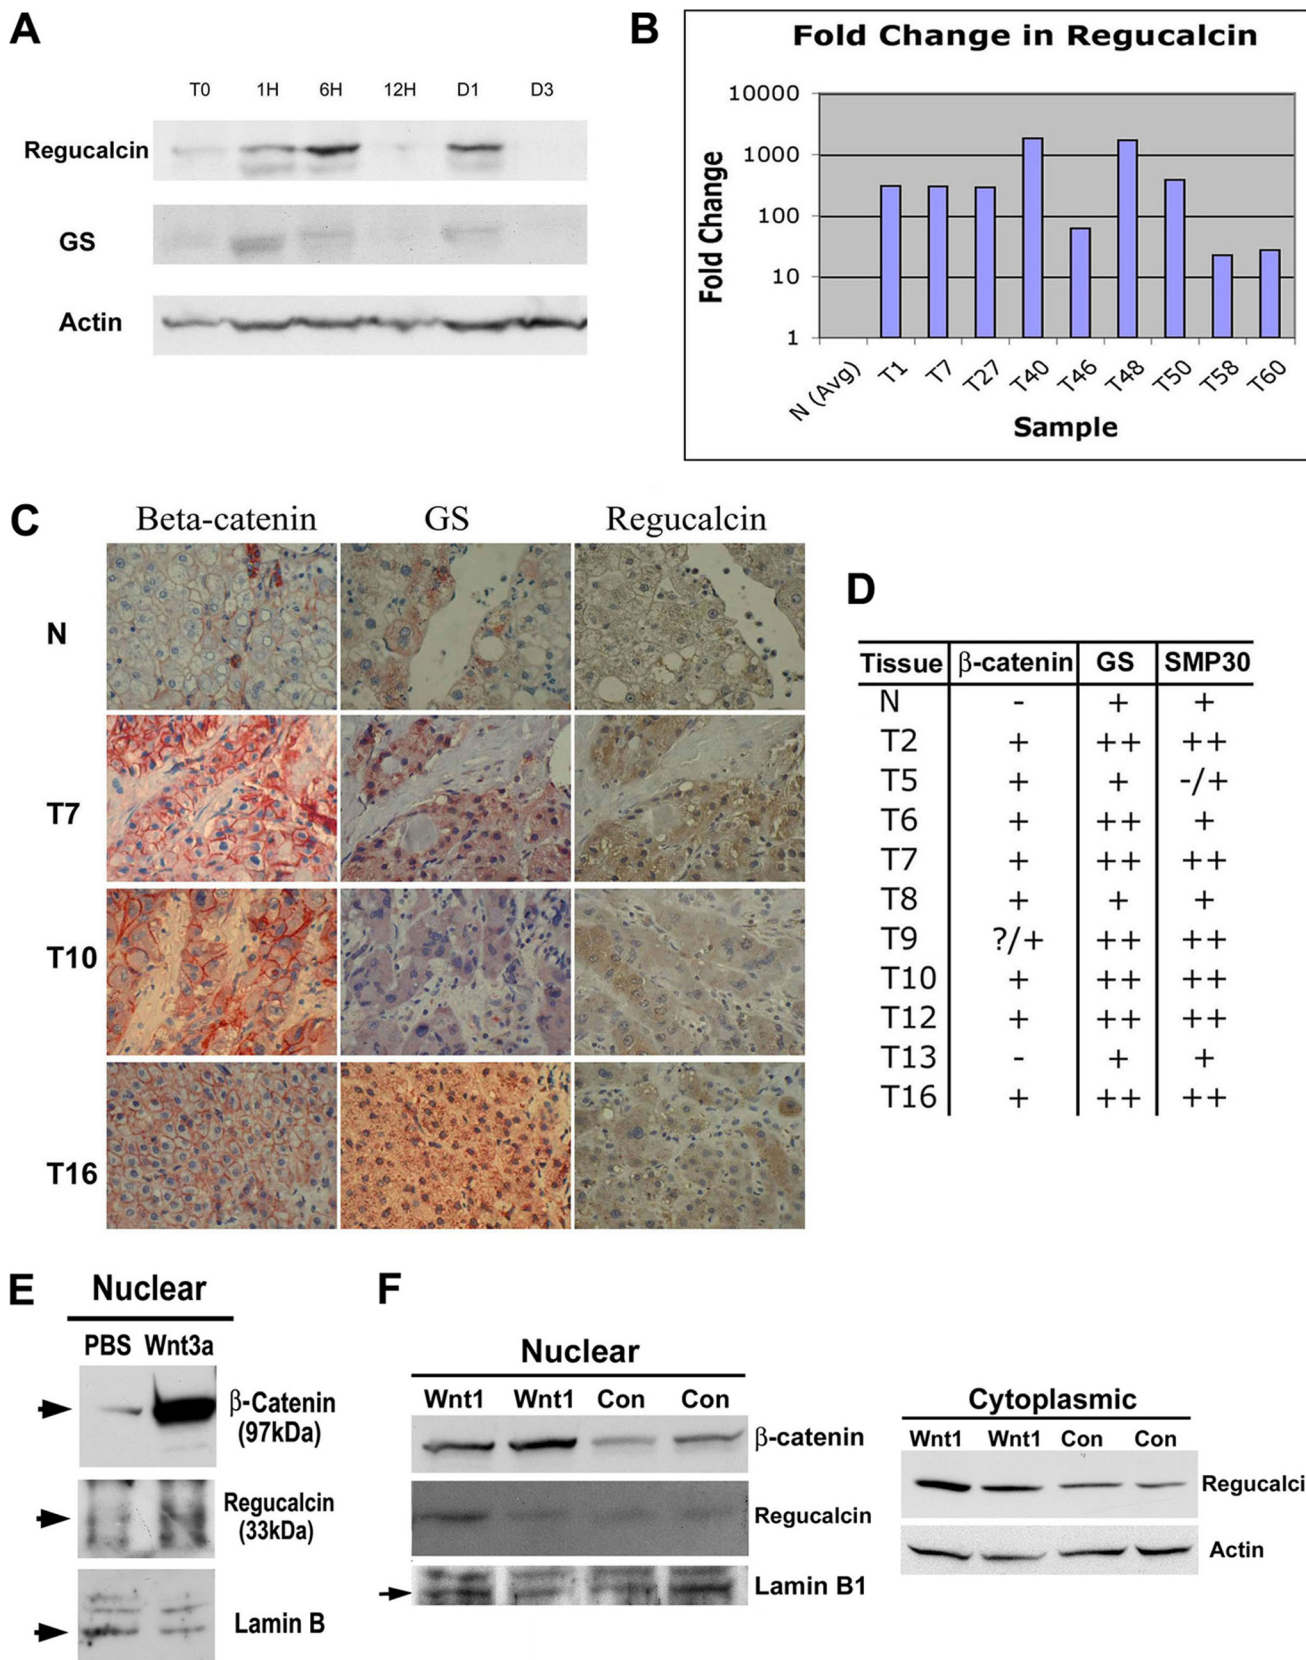 A
T0 1H 6H 12H D1 D3
Regucalcin
GS
Actin
B
Fold Change in Regucalcin
Fold Change
10000
1000
100
10
1
N (Avg) T1 T7 T27 T40 T46 T48 T50 T58 T60
Sample
C
Beta-catenin GS Regucalcin
N
T7
T10
T16
D
Tissue β-catenin GS SMP30
N - + +
T2 + ++ ++
T5 + + -/+
T6 + ++ +
T7 + ++ ++
T8 + + +
T9 ?/+ ++ ++
T10 + ++ ++
T12 + ++ ++
T13 - + +
T16 + ++ ++
E
Nuclear
PBS Wnt3a
β-Catenin
(97kDa)
Regucalcin
(33kDa)
Lamin B
F
Nuclear
Wnt1 Wnt1 Con Con
β-catenin
Regucalcin
Lamin B1
Cytoplasmic
Wnt1 Wnt1 Con Con
Regucalci
Actin